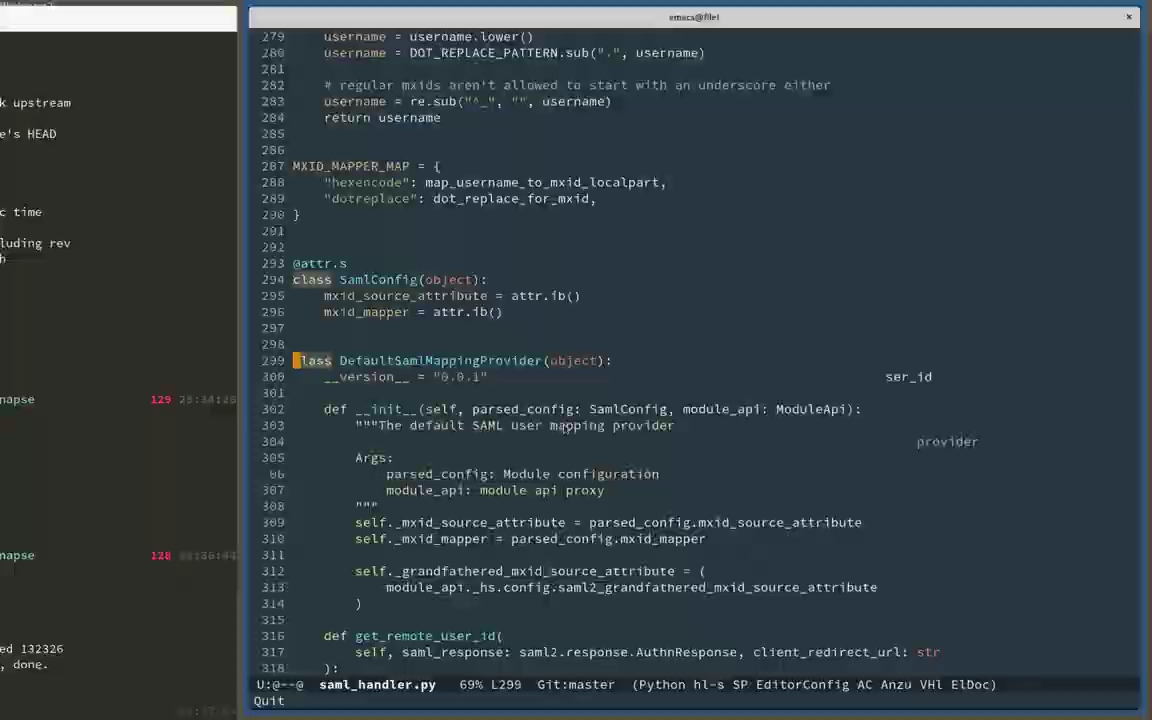 k upstream
e's HEAD
c time
luding rev
h
napse 129 23:34:26
napse 128
ed 132326
, done.
emacs@file1
279 username = username.lower()
280 username = DOT_REPLACE_PATTERN.sub(".", username)
281
282 # regular mxids aren't allowed to start with an underscore either
283 username = re.sub("^_", "", username)
284 return username
285
286
287 MXID_MAPPER_MAP = {
288 "hexencode": map_username_to_mxid_localpart,
289 "dotreplace": dot_replace_for_mxid,
290 }
291
292
293 @attr.s
294 class SamlConfig(object):
295 mxid_source_attribute = attr.ib()
296 mxid_mapper = attr.ib()
297
298
299 lass DefaultSamlMappingProvider(object):
300 __version__ = "0.0.1" ser_id
301
302 def __init__(self, parsed_config: SamlConfig, module_api: ModuleApi):
303 """The default SAML user mapping provider
304 provider
305 Args:
06 parsed_config: Module configuration
307 module_api: module api proxy
308 """
309 self._mxid_source_attribute = parsed_config.mxid_source_attribute
310 self._mxid_mapper = parsed_config.mxid_mapper
311
312 self._grandfathered_mxid_source_attribute = (
313 module_api._hs.config.saml2_grandfathered_mxid_source_attribute
314 )
315
316 def get_remote_user_id(
317 self, saml_response: saml2.response.AuthnResponse, client_redirect_url: str
318 ):
U:@--@ saml_handler.py 69% L299 Git:master (Python hl-s SP EditorConfig AC Anzu VHl ElDoc)
Quit